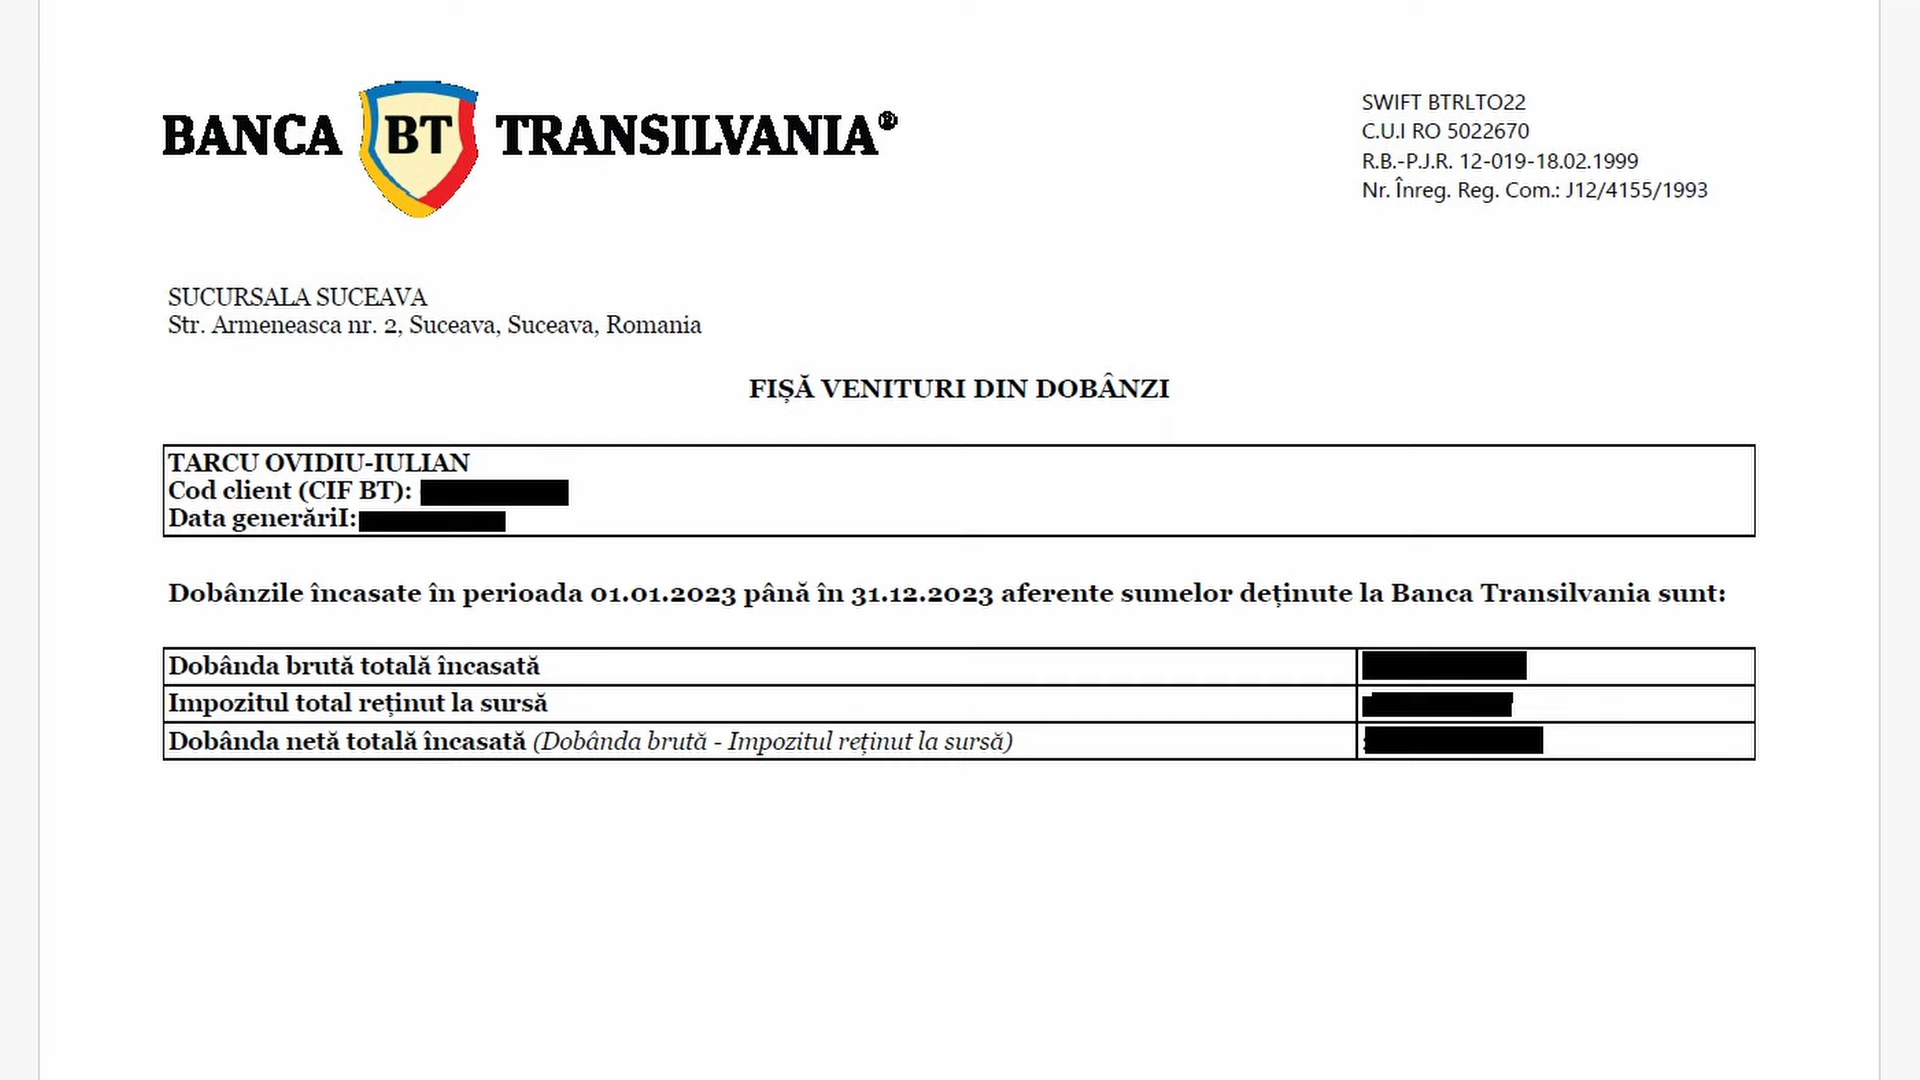 BANCA BT TRANSILVANIA®
SWIFT BTRLTO22
C.U.I RO 5022670
R.B.-P.J.R. 12-019-18.02.1999
Nr. Înreg. Reg. Com.: J12/4155/1993
SUCURSALA SUCEAVA
Str. Armeneasca nr. 2, Suceava, Suceava, Romania
FIȘĂ VENITURI DIN DOBÂNZI
TARCU OVIDIU-IULIAN
Cod client (CIF BT):
Data generăriI:
Dobânzile încasate în perioada 01.01.2023 până în 31.12.2023 aferente sumelor deținute la Banca Transilvania sunt:
Dobânda brută totală încasată
Impozitul total reținut la sursă
Dobânda netă totală încasată (Dobânda brută - Impozitul reținut la sursă)